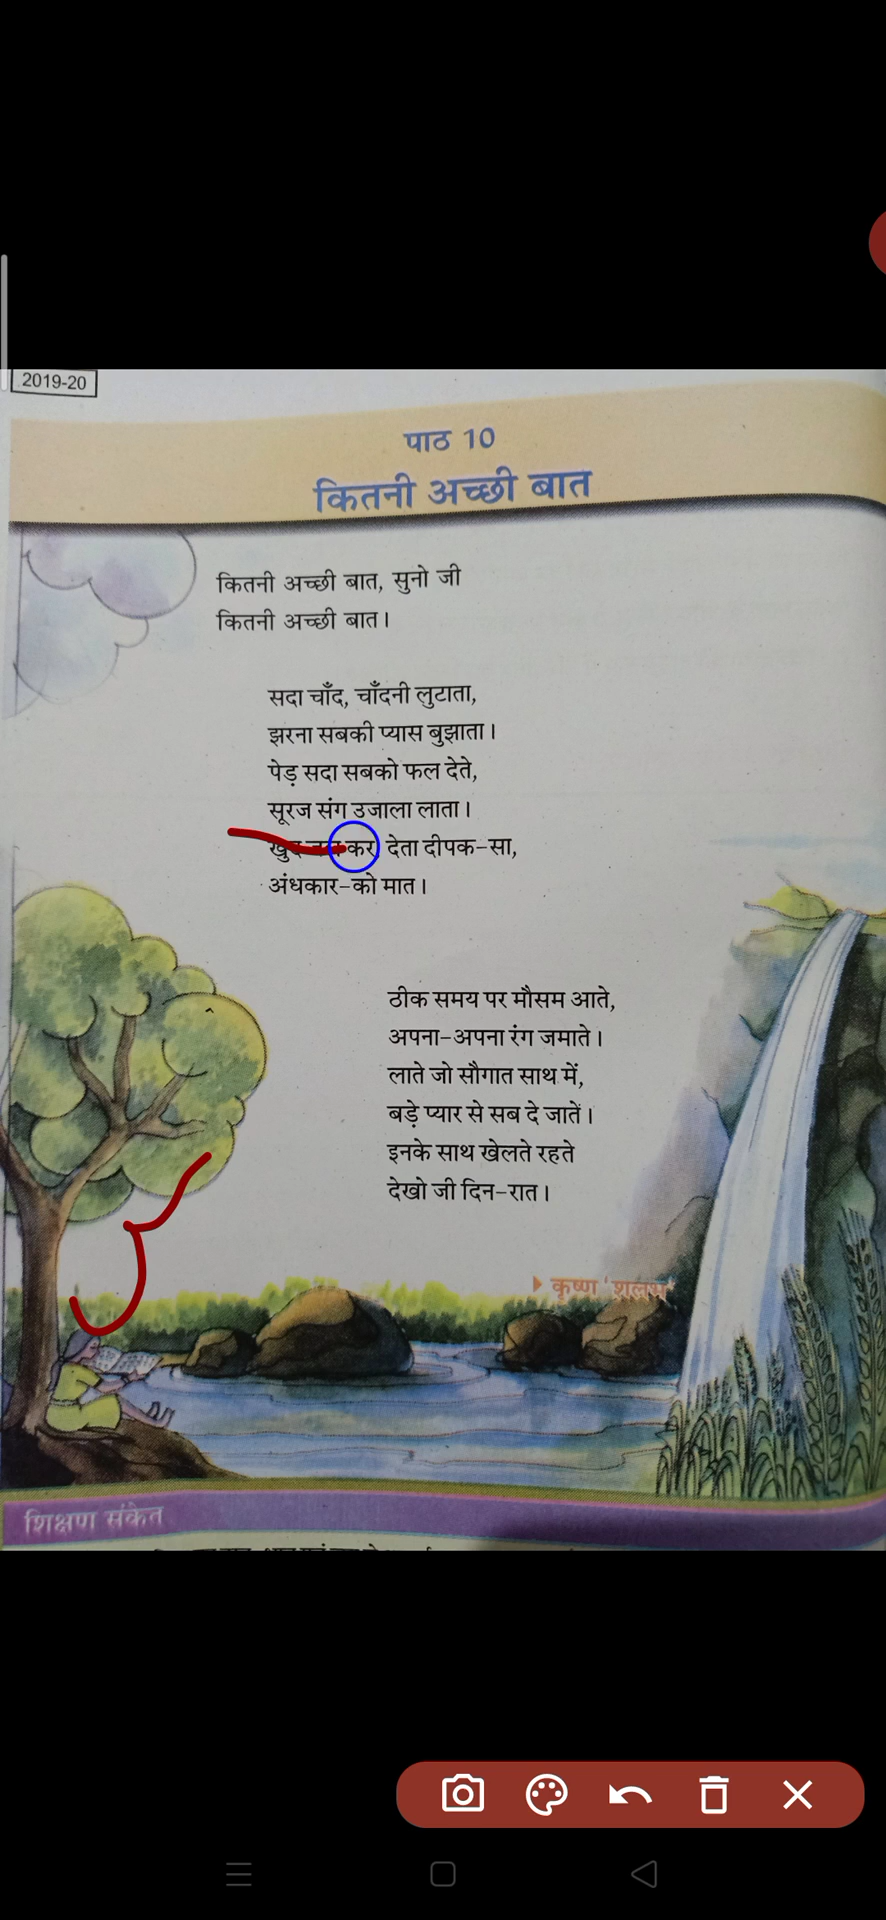 2019-20
पाठ 10
कितनी अच्छी बात
कितनी अच्छी बात, सुनो जी
कितनी अच्छी बात।
सदा चाँद, चाँदनी लुटाता,
झरना सबकी प्यास बुझाता।
पेड़ सदा सबको फल देते,
सूरज संग उजाला लाता।
खुद कर देता दीपक-सा,
अंधकार-को मात।
ठीक समय पर मौसम आते,
अपना-अपना रंग जमाते।
लाते जो सौगात साथ में,
बड़े प्यार से सब दे जाते।
इनके साथ खेलते रहते
देखो जी दिन-रात।
कृष्ण 'शलभ'
शिक्षण संकेत